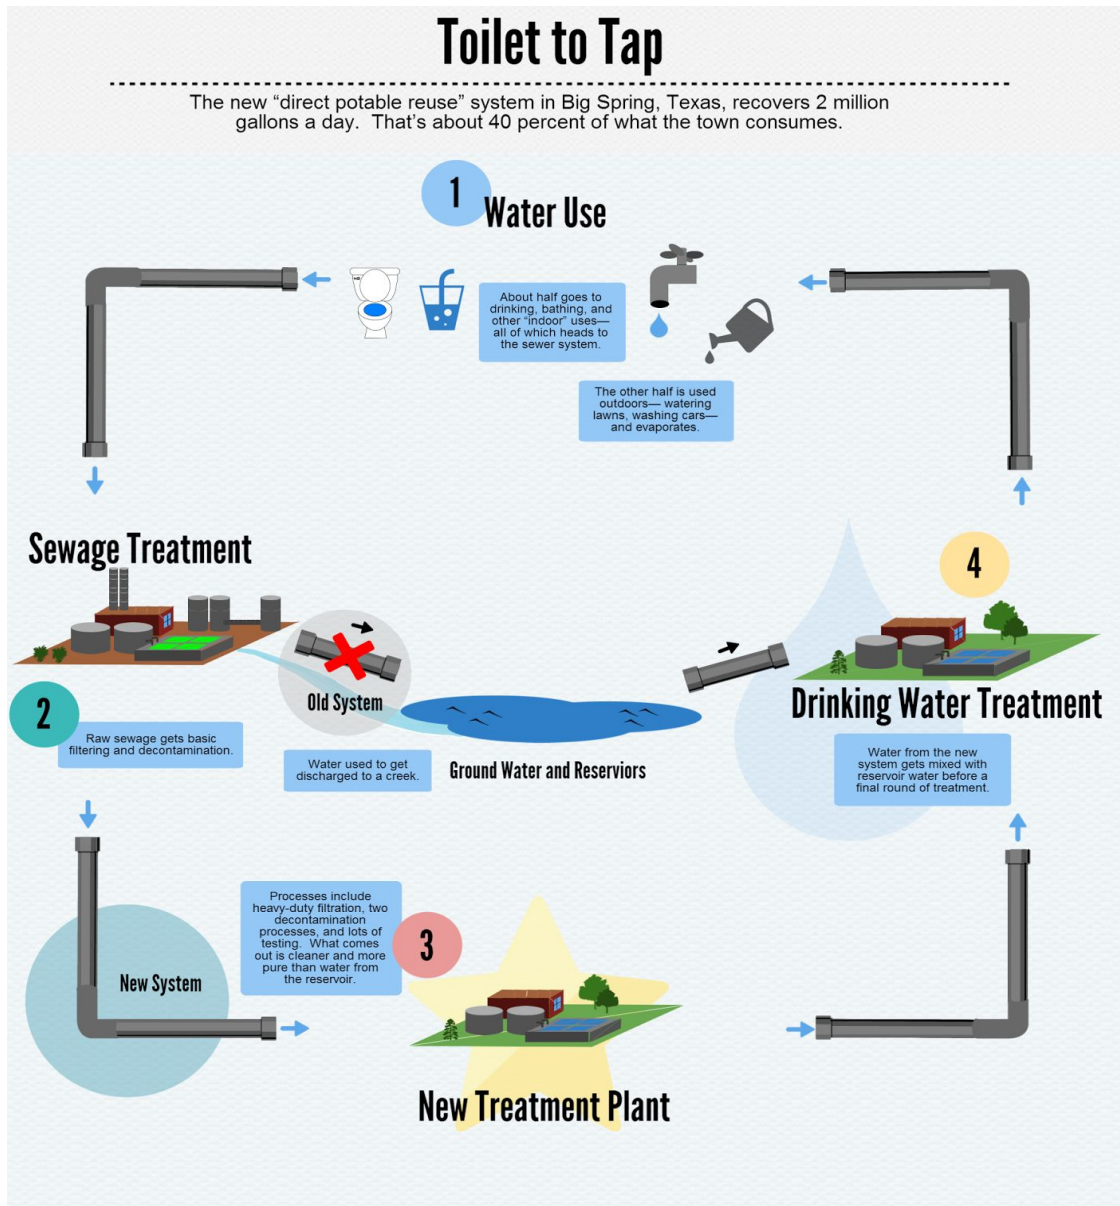 Toilet to Tap
The new “direct potable reuse” system in Big Spring, Texas, recovers 2 million
gallons a day.  That’s about 40 percent of what the town consumes.
1
Water Use
About half goes to
drinking, bathing, and
other “indoor” uses—
all of which heads to
the sewer system.
The other half is used
outdoors— watering
lawns, washing cars—
and evaporates.
Sewage Treatment
2
Raw sewage gets basic
filtering and decontamination.
Old System
Water used to get
discharged to a creek.
Ground Water and Reserviors
4
Drinking Water Treatment
Water from the new
system gets mixed with
reservoir water before a
final round of treatment.
New System
Processes include
heavy-duty filtration, two
decontamination
processes, and lots of
testing.  What comes
out is cleaner and more
pure than water from
the reservoir.
3
New Treatment Plant